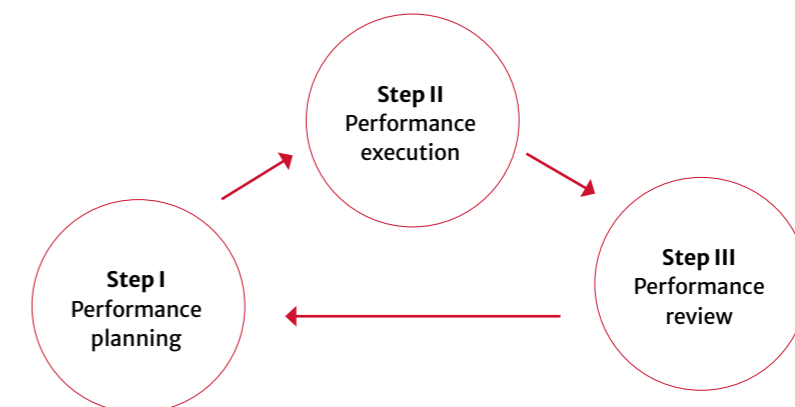 Step I
Performance
planning
Step II
Performance
execution
Step III
Performance
review